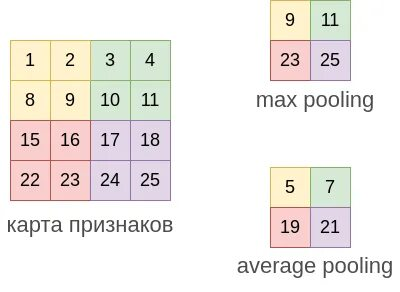 1 2 3 4
8 9 10 11
15 16 17 18
22 23 24 25
карта признаков
9 11
23 25
max pooling
5 7
19 21
average pooling